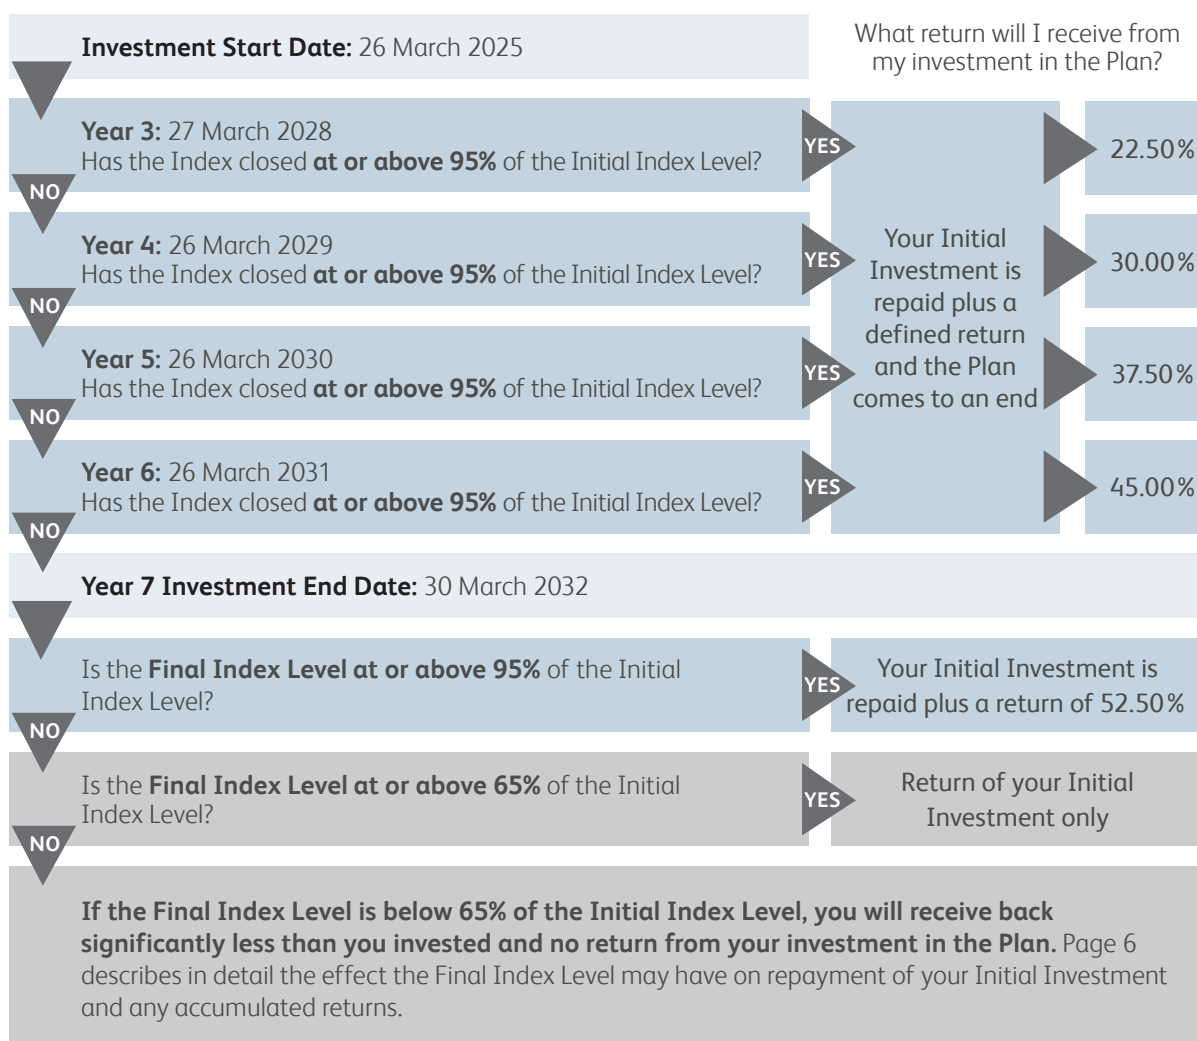 Investment Start Date: 26 March 2025
What return will I receive from
my investment in the Plan?
Year 3: 27 March 2028
Has the Index closed at or above 95% of the Initial Index Level?
YES
22.50%
NO
Year 4: 26 March 2029
Has the Index closed at or above 95% of the Initial Index Level?
YES
30.00%
NO
Year 5: 26 March 2030
Has the Index closed at or above 95% of the Initial Index Level?
YES
37.50%
NO
Year 6: 26 March 2031
Has the Index closed at or above 95% of the Initial Index Level?
YES
45.00%
NO
Your Initial
Investment is
repaid plus a
defined return
and the Plan
comes to an end
Year 7 Investment End Date: 30 March 2032
Is the Final Index Level at or above 95% of the Initial
Index Level?
YES
Your Initial Investment is
repaid plus a return of 52.50%
NO
Is the Final Index Level at or above 65% of the Initial
Index Level?
YES
Return of your Initial
Investment only
NO
If the Final Index Level is below 65% of the Initial Index Level, you will receive back
significantly less than you invested and no return from your investment in the Plan. Page 6
describes in detail the effect the Final Index Level may have on repayment of your Initial Investment
and any accumulated returns.